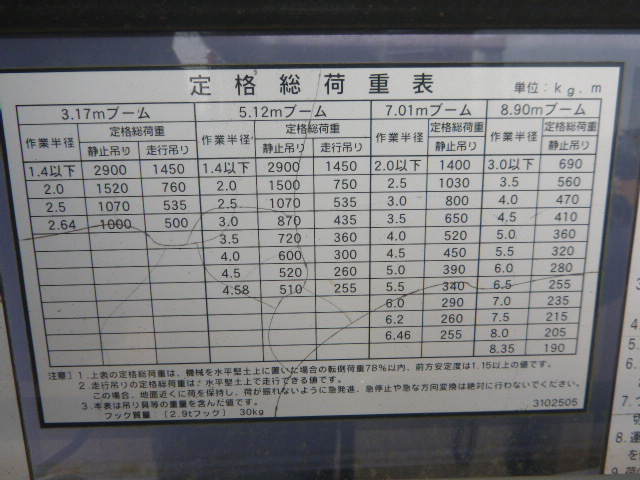 定格総荷重表
単位：kg．m
3.17mブーム 5.12mブーム 7.01mブーム 8.90mブーム
作業半径 定格総荷重 作業半径 定格総荷重 作業半径 定格総荷重 作業半径 定格総荷重
静止吊り 走行吊り 静止吊り 走行吊り 静止吊り 静止吊り
1.4以下 2900 1450 1.4以下 2900 1450 2.0以下 1400 3.0以下 690
2.0 1520 760 2.0 1500 750 2.5 1030 3.5 560
2.5 1070 535 2.5 1070 535 3.0 800 4.0 470
2.64 1000 500 3.0 870 435 3.5 650 4.5 410
3.5 720 360 4.0 520 5.0 360
4.0 600 300 4.5 450 5.5 320
4.5 520 260 5.0 390 6.0 280
4.58 510 255 5.5 340 6.5 255
6.0 290 7.0 235
6.2 260 7.5 215
6.46 255 8.0 205
8.35 190
注意）1.上表の定格総荷重は、機械を水平堅土上に置いた場合の転倒荷重78%以内、前方安定度は1.15以上の値です。
2.走行吊りの定格総荷重は水平堅土上で走行できる値です。
この場合、地面近くに荷を保持し、荷が振れないように急発進、急停止や急な方向変換は絶対に行わないでください。
3.本表は吊り具等の重量を含んだ値です。
フック質量 ［2.9tフック］ 30kg
3102505
4.
5.
6.
7.
切
8.運
を
9.荷